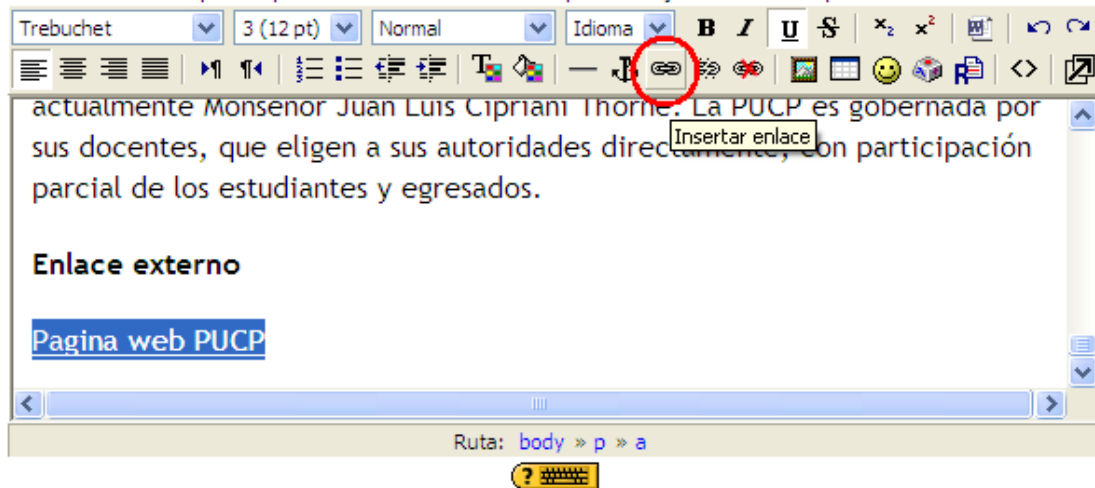 Trebuchet 3 (12 pt) Normal Idioma B I U S x₂ x²
actualmente Monseñor Juan Luis Cipriani Thorne. La PUCP es gobernada por
Insertar enlace
sus docentes, que eligen a sus autoridades directamente, con participación
parcial de los estudiantes y egresados.
Enlace externo
Pagina web PUCP
Ruta: body » p » a
?